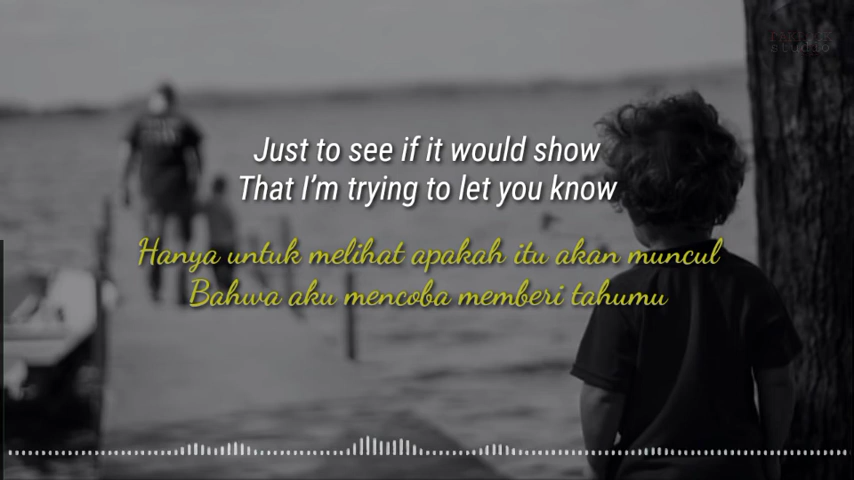 Just to see if it would show
That I'm trying to let you know
Hanya untuk melihat apakah itu akan muncul
Bahwa aku mencoba memberi tahumu
studio